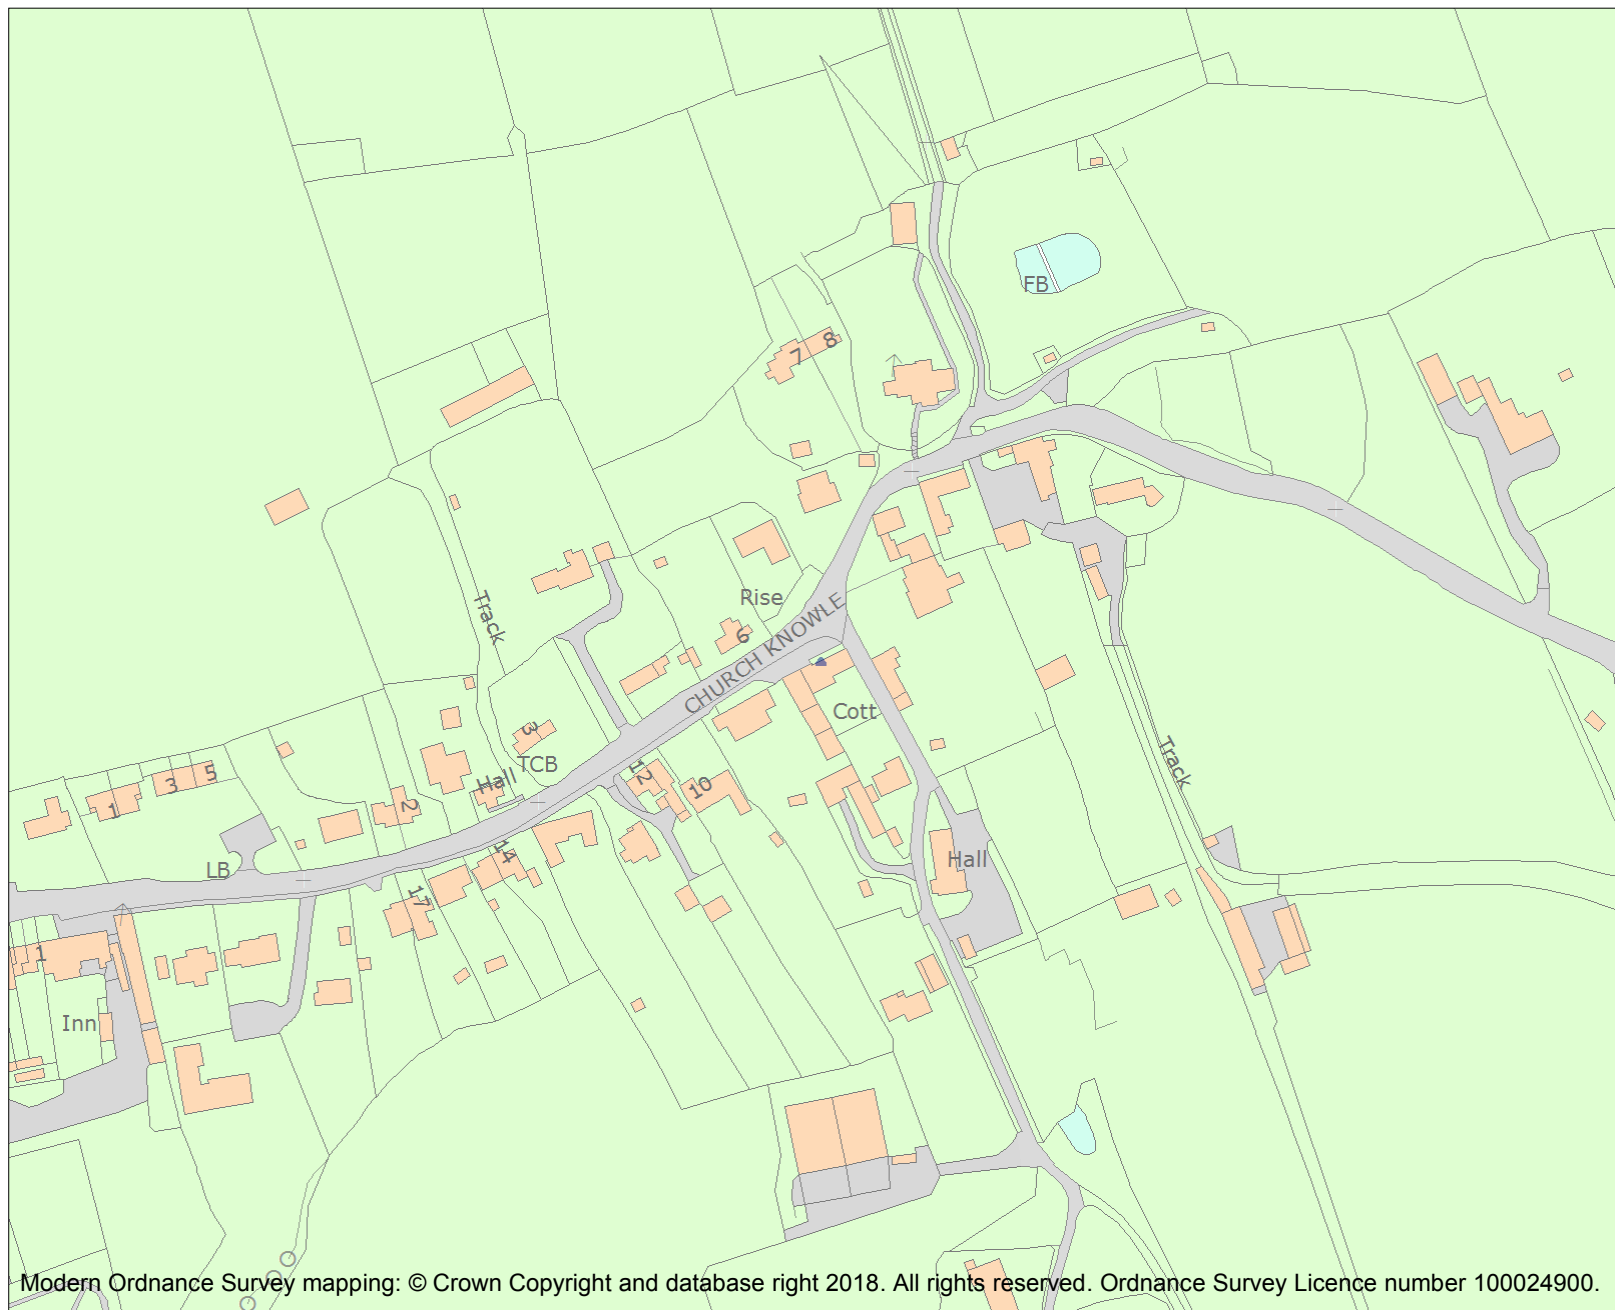 FB
8
7
Track
Rise
6
CHURCH KNOWLE
Cott
3
TCB
Hall
Track
12
10
5
3
1
2
LB
14
17
Hall
1
Inn
Modern Ordnance Survey mapping: © Crown Copyright and database right 2018. All rights reserved. Ordnance Survey Licence number 100024900.